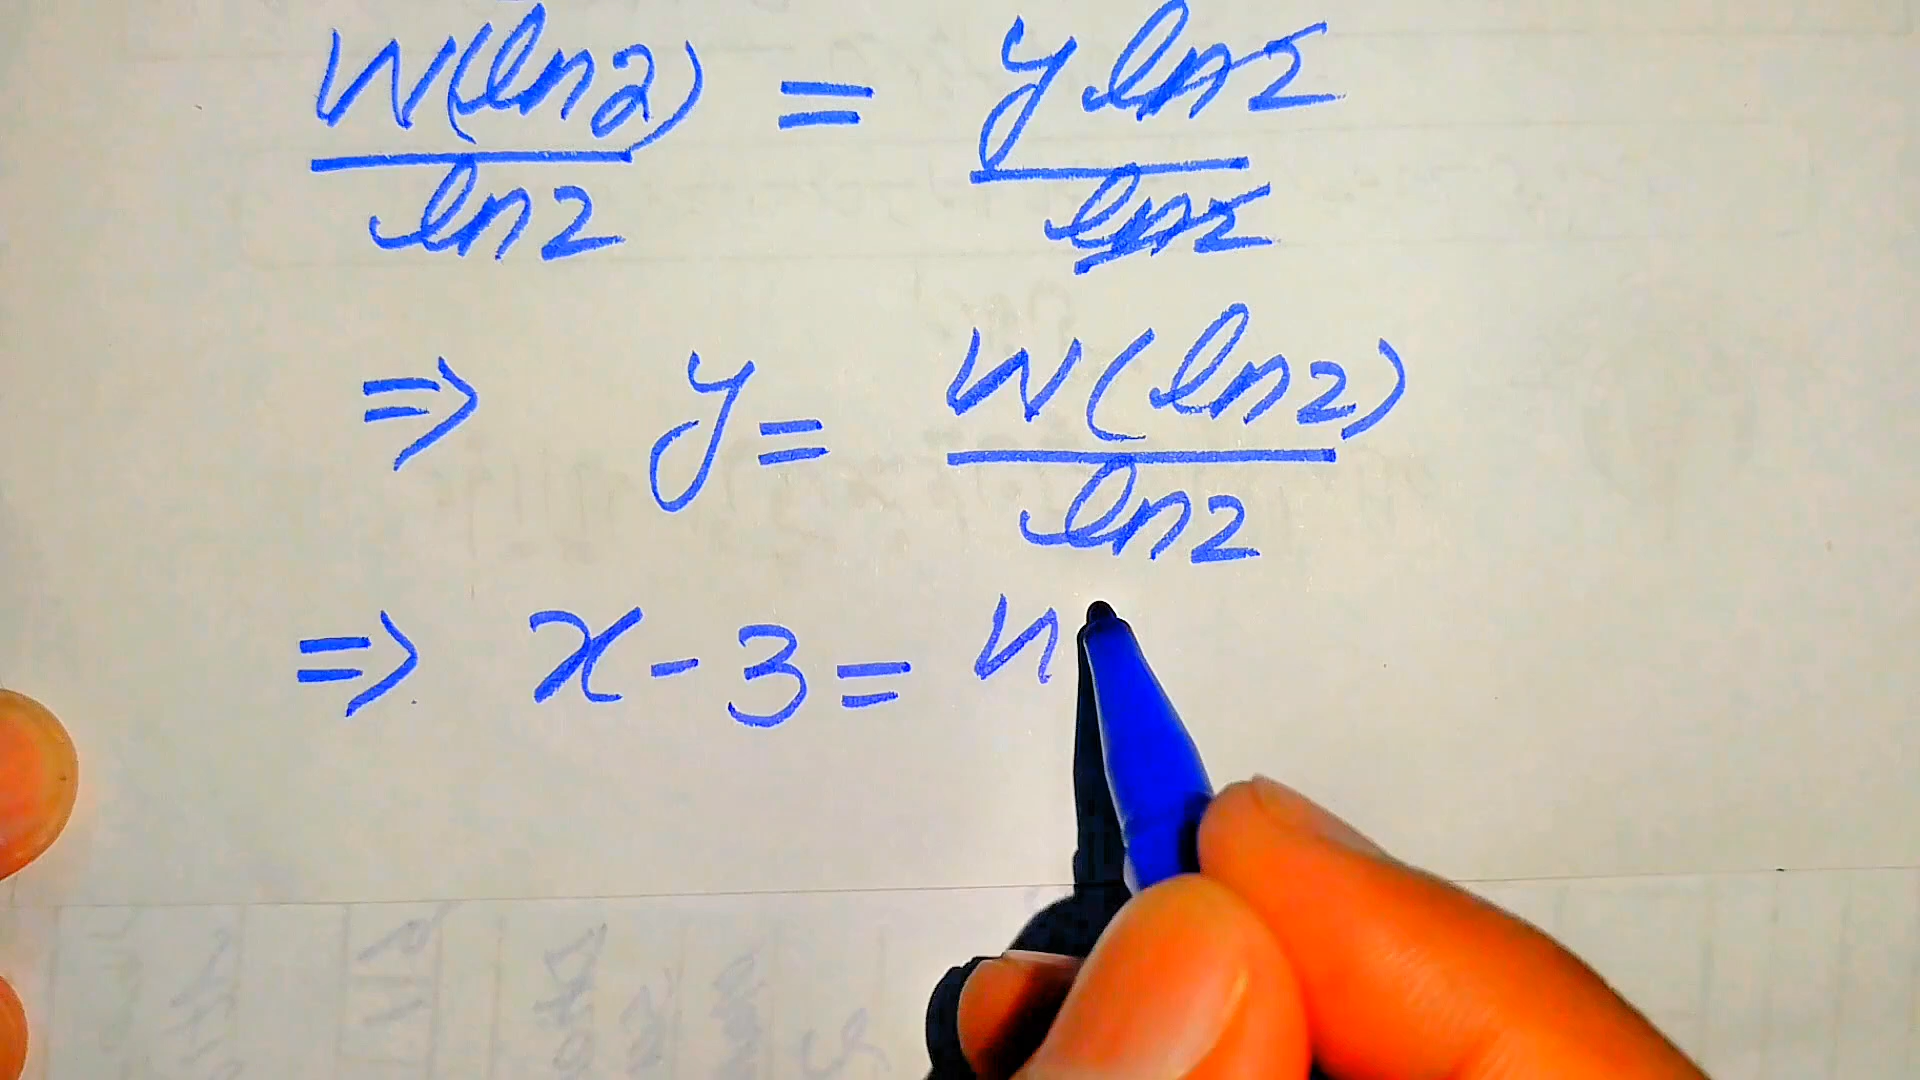 W(ln2)/ln2 = y ln2/ln2
⇒ y = W(ln2)/ln2
⇒ x - 3 =